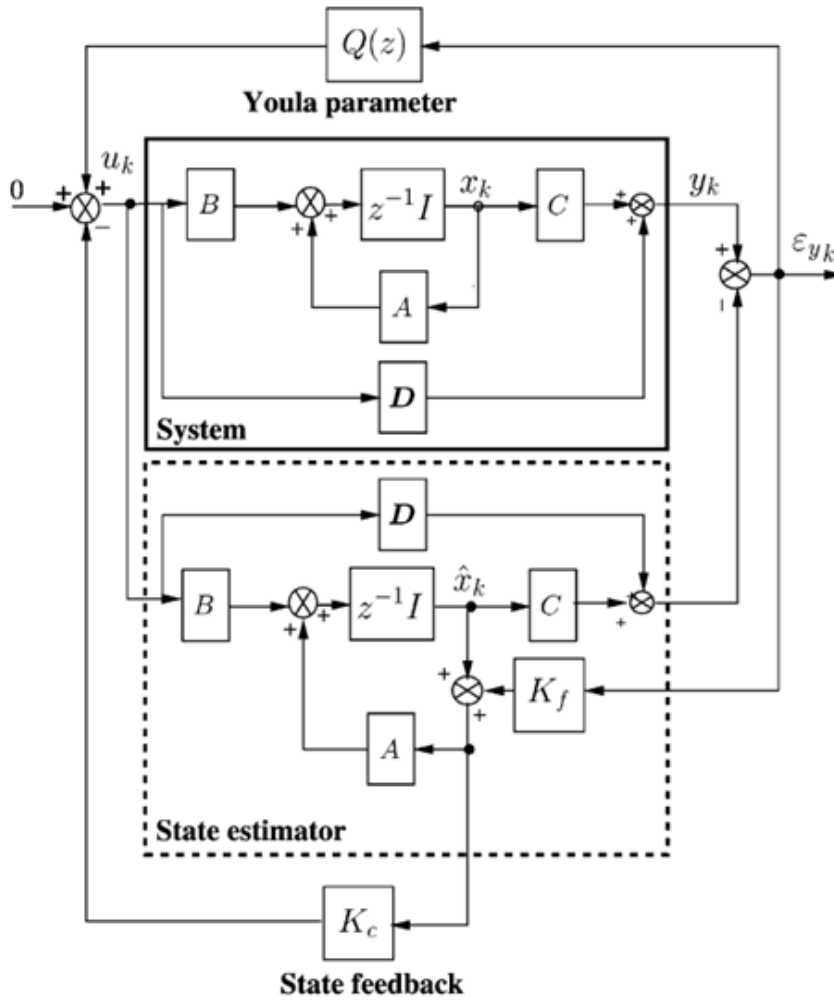 Q(z)
Youla parameter
0
+
+
+
−
u_k
B
+
+
+
z^{-1}I
x_k
C
+
+
y_k
A
D
System
+
−
ε_{y_k}
D
B
+
+
+
z^{-1}I
x̂_k
C
+
+
+
+
K_f
A
State estimator
K_c
State feedback